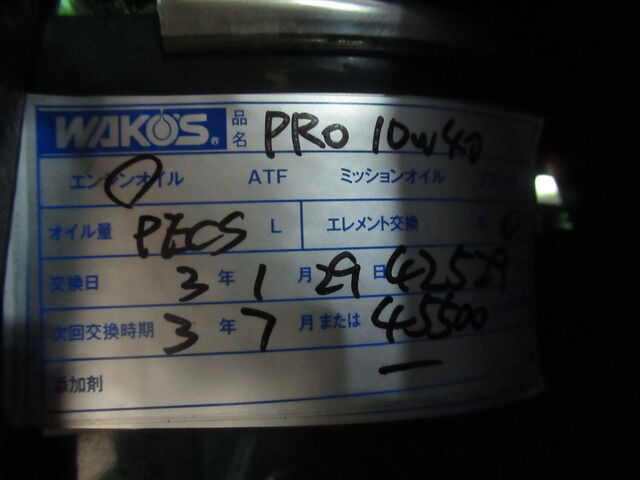 WAKO'S® 品名 PRO 10W40
エンジンオイル ATF ミッションオイル
オイル量 PECS L エレメント交換
交換日 3年1月29日 42529
次回交換時期 3年7月または 45500
添加剤 —